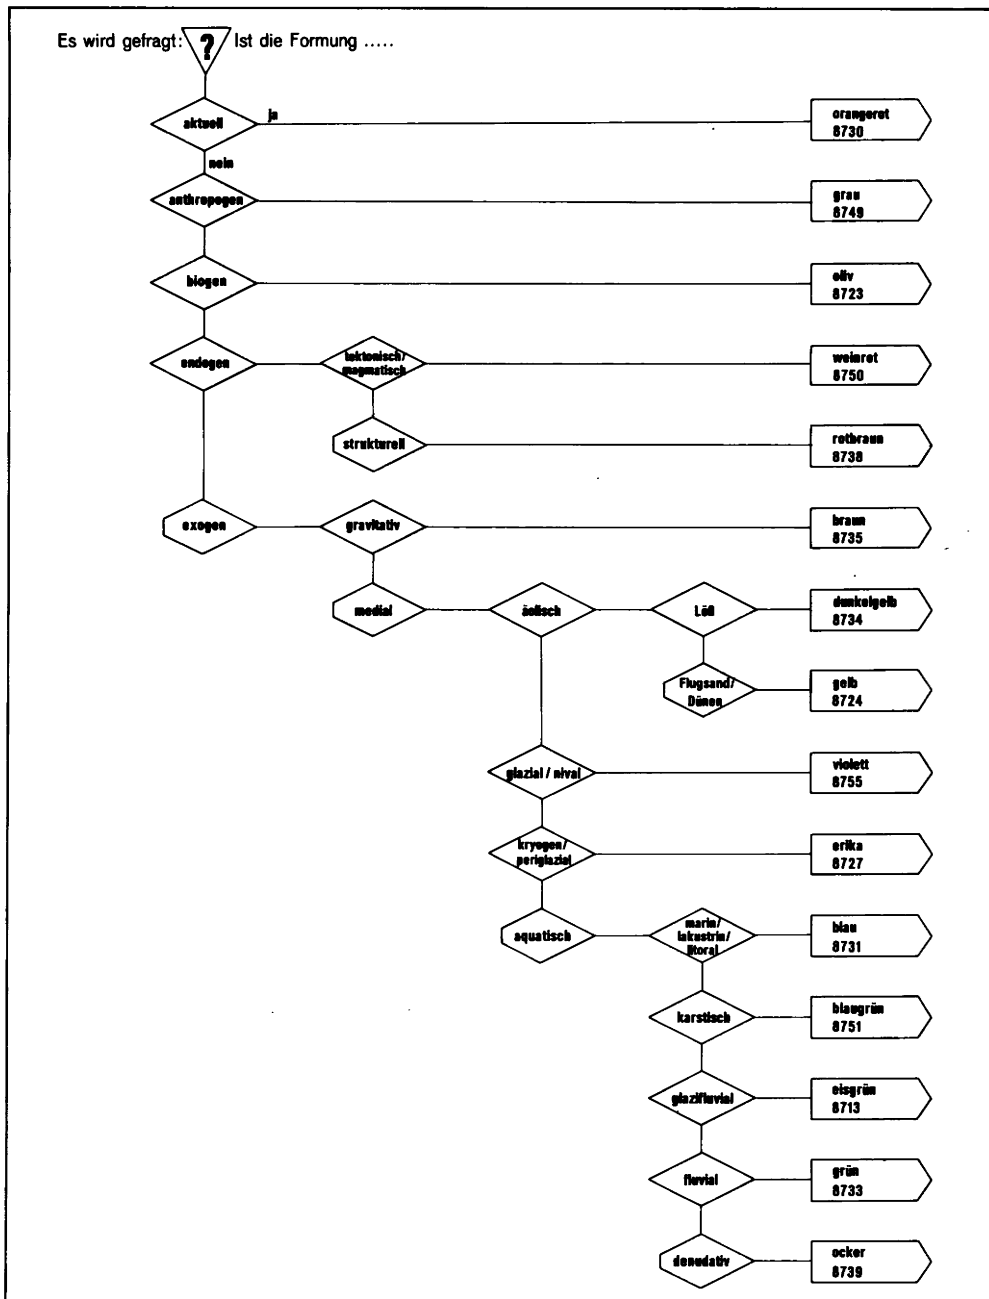 Es wird gefragt: ? Ist die Formung .....
aktuell
ja
orangerot
8730
nein
anthropogen
grau
8749
biogen
oliv
8723
endogen
tektonisch/
magmatisch
weinrot
8750
strukturell
rotbraun
8738
exogen
gravitativ
braun
8735
medial
äolisch
Löß
dunkelgelb
8734
Flugsand/
Dünen
gelb
8724
glazial / nival
violett
8755
kryogen/
periglazial
erika
8727
aquatisch
marin/
lakustrin/
litoral
blau
8731
karstisch
blaugrün
8751
glazifluvial
eisgrün
8713
fluvial
grün
8733
denudativ
ocker
8739